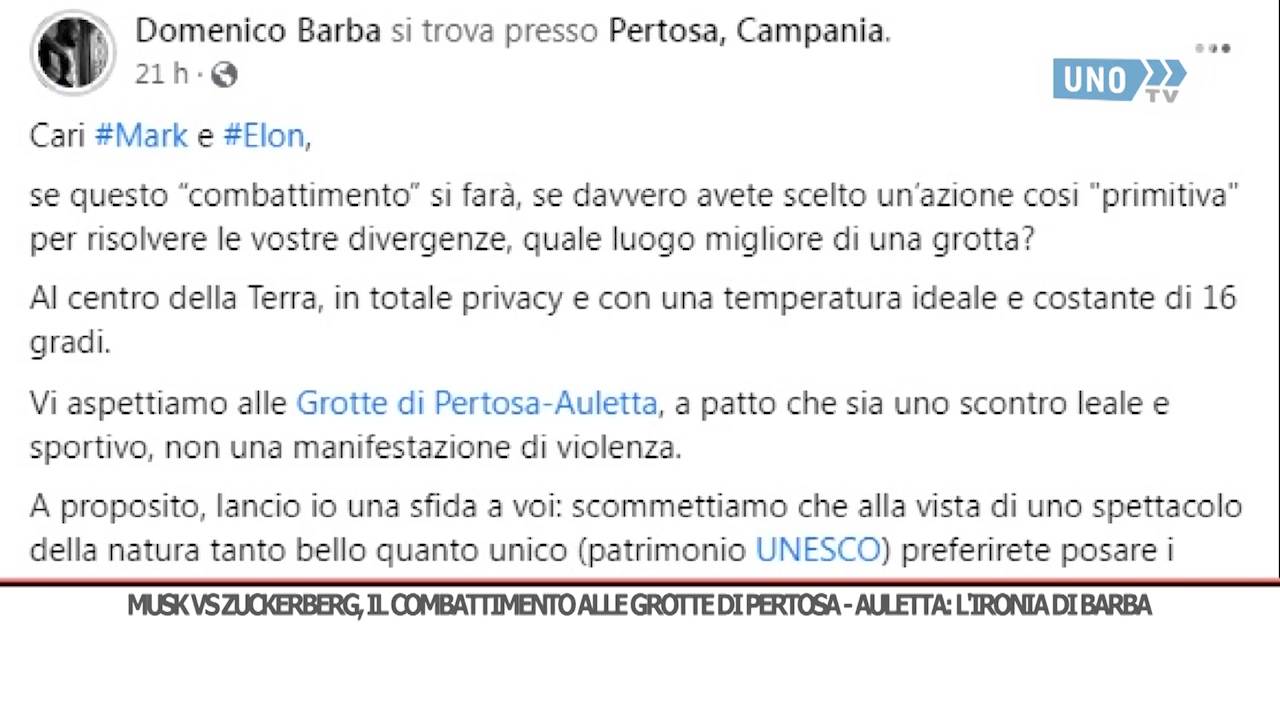 Domenico Barba si trova presso Pertosa, Campania.
21 h ·
UNO
TV
Cari #Mark e #Elon,
se questo “combattimento” si farà, se davvero avete scelto un’azione cosi "primitiva"
per risolvere le vostre divergenze, quale luogo migliore di una grotta?
Al centro della Terra, in totale privacy e con una temperatura ideale e costante di 16
gradi.
Vi aspettiamo alle Grotte di Pertosa-Auletta, a patto che sia uno scontro leale e
sportivo, non una manifestazione di violenza.
A proposito, lancio io una sfida a voi: scommettiamo che alla vista di uno spettacolo
della natura tanto bello quanto unico (patrimonio UNESCO) preferirete posare i
MUSK VS ZUCKERBERG, IL COMBATTIMENTO ALLE GROTTE DI PERTOSA - AULETTA: L'IRONIA DI BARBA